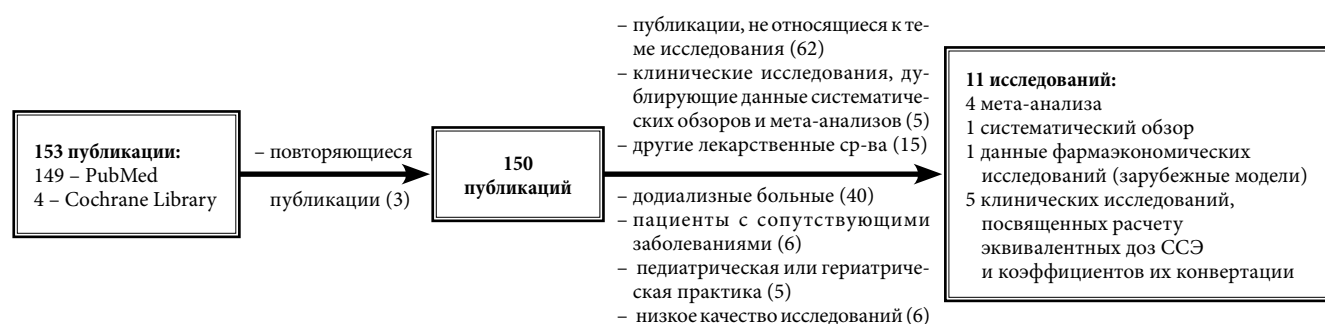 153 публикации:
149 – PubMed
4 – Cochrane Library
– повторяющиеся
публикации (3)
150
публикаций
– публикации, не относящиеся к те-
ме исследования (62)
– клинические исследования, ду-
блирующие данные системати­че-
ских обзоров и мета-анализов (5)
– другие лекарственные ср-ва (15)
– додиализные больные (40)
– пациенты с сопутствующими
заболеваниями (6)
– педиатрическая или гериатриче-
ская практика (5)
– низкое качество исследований (6)
11 исследований:
4 мета-анализа
1 систематический обзор
1 данные фармаэкономических
исследований (зарубежные модели)
5 клинических исследований,
посвященных расчету
эквивалентных доз ССЭ
и коэффициентов их конвертации